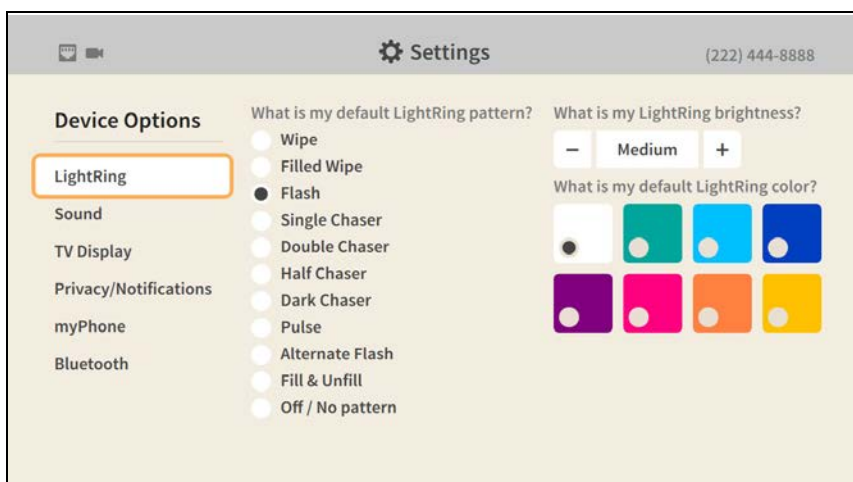 Settings
(222) 444-8888
Device Options
LightRing
Sound
TV Display
Privacy/Notifications
myPhone
Bluetooth
What is my default LightRing pattern?
Wipe
Filled Wipe
Flash
Single Chaser
Double Chaser
Half Chaser
Dark Chaser
Pulse
Alternate Flash
Fill & Unfill
Off / No pattern
What is my LightRing brightness?
− Medium +
What is my default LightRing color?